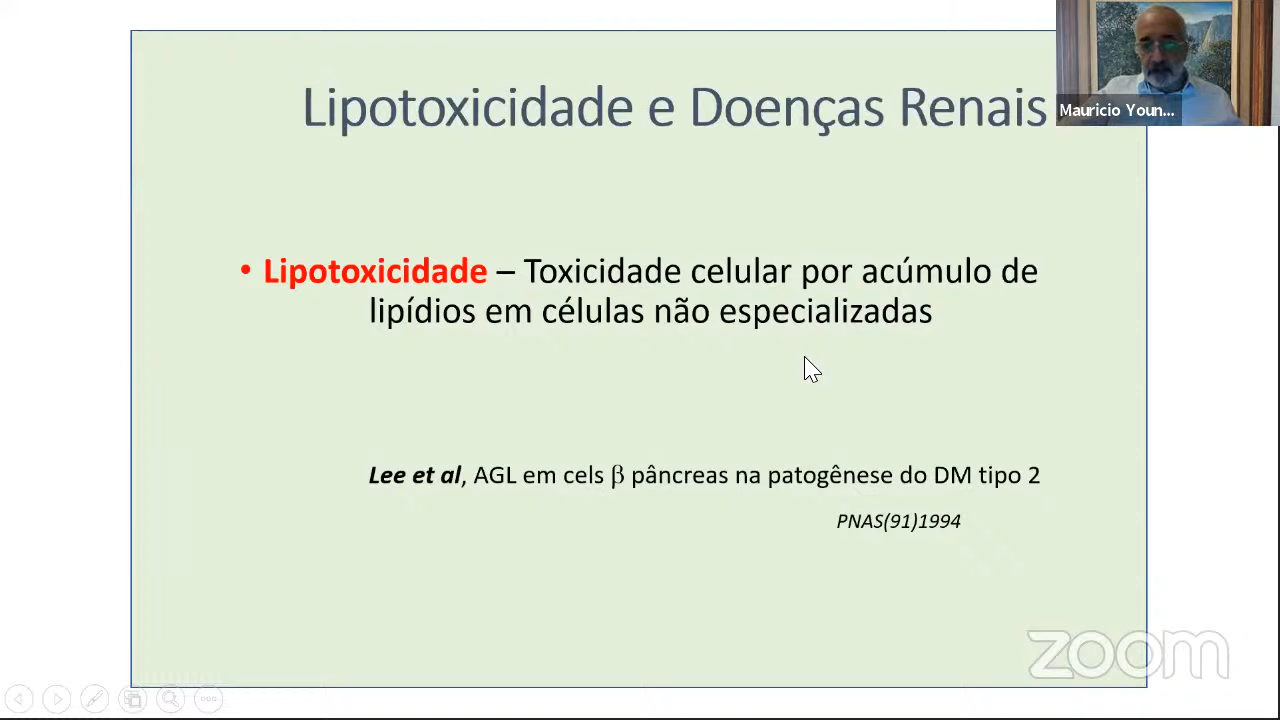 Lipotoxicidade e Doenças Renais
Mauricio Youn...
• Lipotoxicidade – Toxicidade celular por acúmulo de
lipídios em células não especializadas
Lee et al, AGL em cels β pâncreas na patogênese do DM tipo 2
PNAS(91)1994
zoom